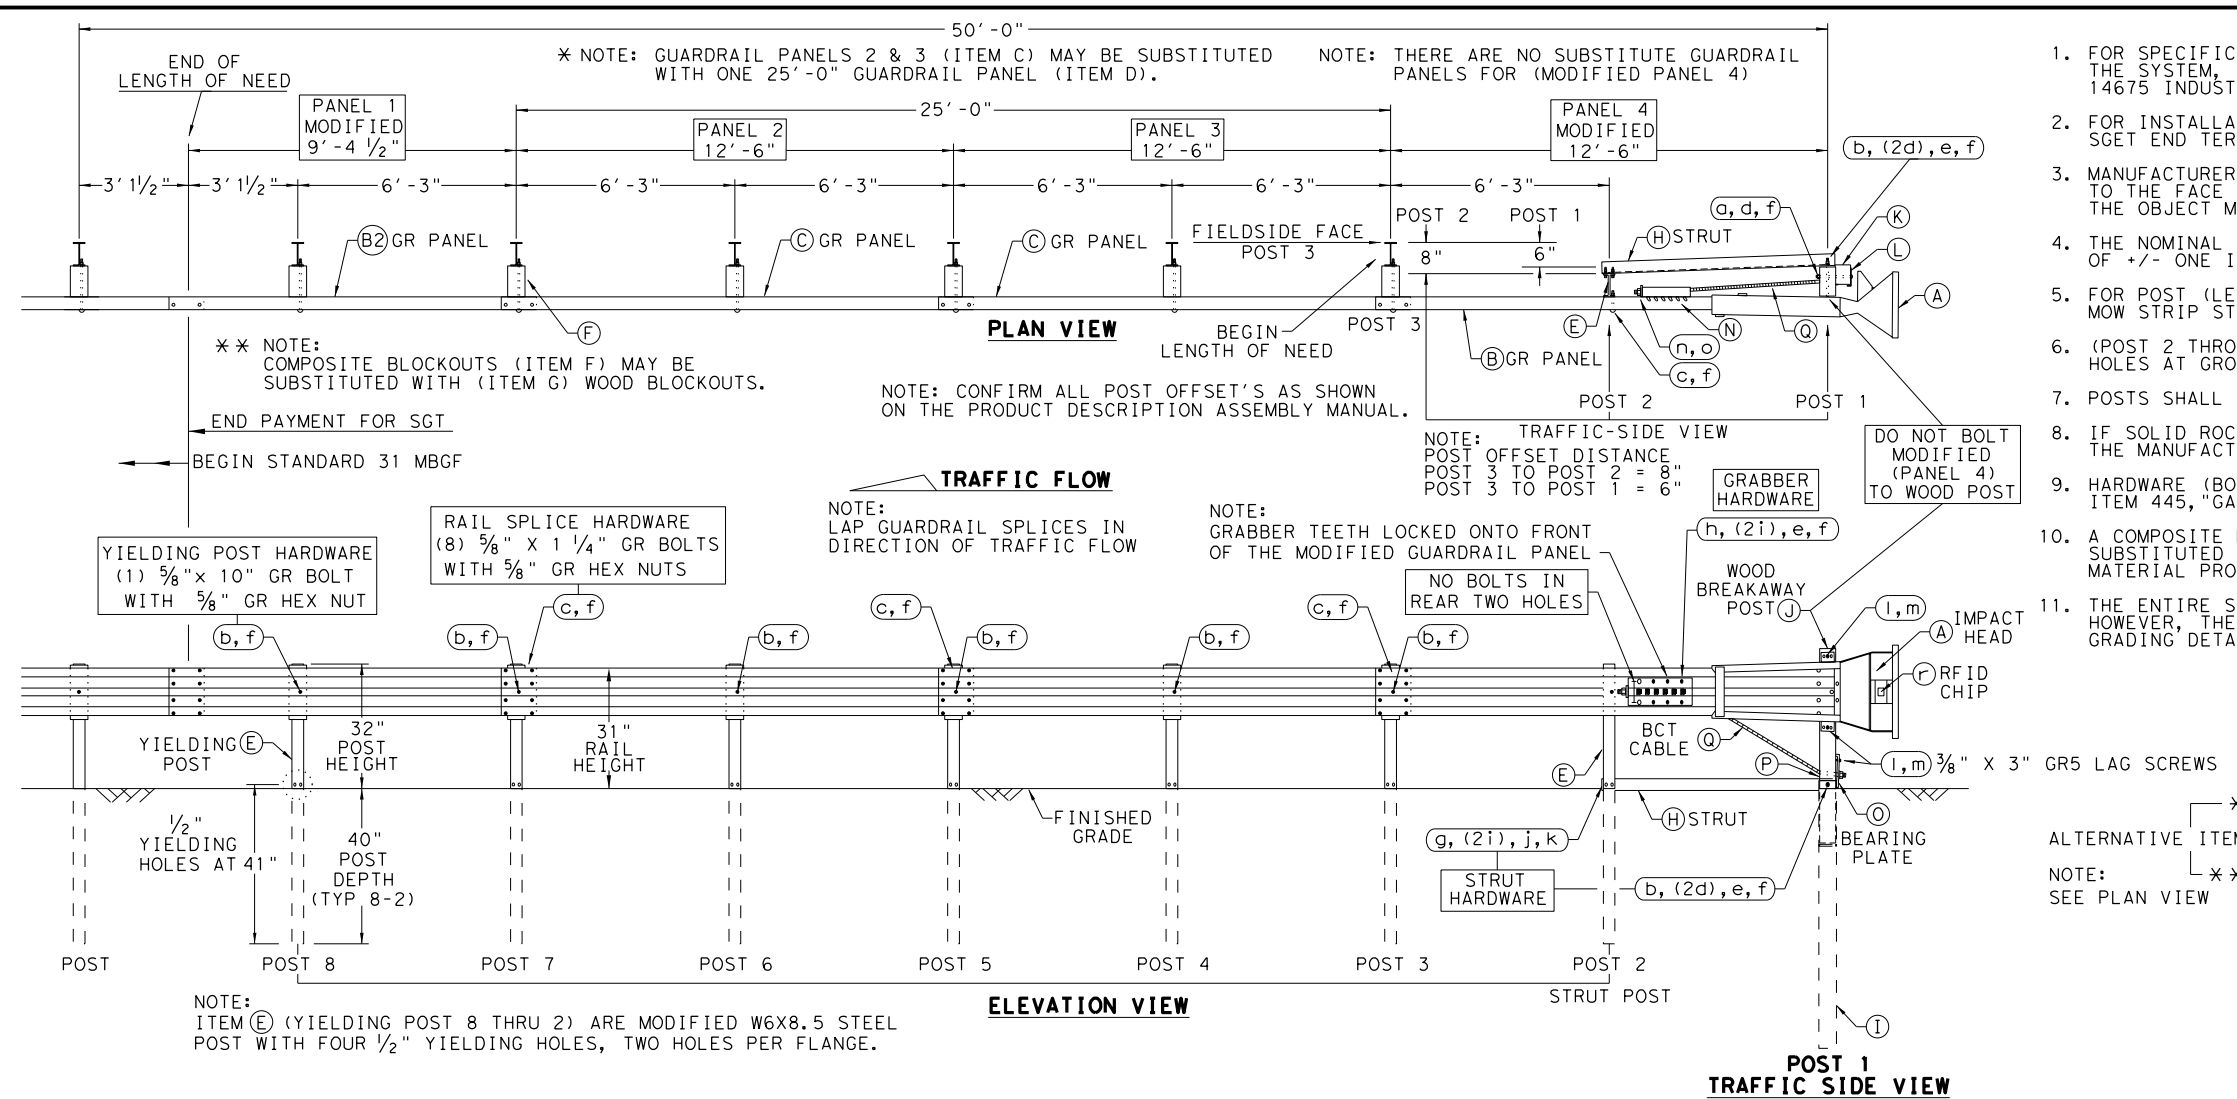 50'-0"
* NOTE: GUARDRAIL PANELS 2 & 3 (ITEM C) MAY BE SUBSTITUTED
WITH ONE 25'-0" GUARDRAIL PANEL (ITEM D).
NOTE: THERE ARE NO SUBSTITUTE GUARDRAIL
PANELS FOR (MODIFIED PANEL 4)
END OF
LENGTH OF NEED
PANEL 1
MODIFIED
9'-4 1/2"
25'-0"
PANEL 2
12'-6"
PANEL 3
12'-6"
PANEL 4
MODIFIED
12'-6"
b, (2d), e, f
3' 1 1/2"
3' 1 1/2"
6'-3"
6'-3"
6'-3"
6'-3"
6'-3"
6'-3"
POST 2
POST 1
a, d, f
K
B2 GR PANEL
C GR PANEL
C GR PANEL
FIELDSIDE FACE
POST 3
8"
6"
H STRUT
L
A
F
PLAN VIEW
BEGIN
LENGTH OF NEED
POST 3
E
N
Q
n, o
B GR PANEL
c, f
** NOTE:
COMPOSITE BLOCKOUTS (ITEM F) MAY BE
SUBSTITUTED WITH (ITEM G) WOOD BLOCKOUTS.
NOTE: CONFIRM ALL POST OFFSET'S AS SHOWN
ON THE PRODUCT DESCRIPTION ASSEMBLY MANUAL.
POST 2
POST 1
END PAYMENT FOR SGT
BEGIN STANDARD 31 MBGF
TRAFFIC-SIDE VIEW
NOTE:
POST OFFSET DISTANCE
POST 3 TO POST 2 = 8"
POST 3 TO POST 1 = 6"
DO NOT BOLT
MODIFIED
(PANEL 4)
TO WOOD POST
TRAFFIC FLOW
NOTE:
LAP GUARDRAIL SPLICES IN
DIRECTION OF TRAFFIC FLOW
GRABBER
HARDWARE
NOTE:
GRABBER TEETH LOCKED ONTO FRONT
OF THE MODIFIED GUARDRAIL PANEL
h, (2i), e, f
YIELDING POST HARDWARE
(1) 5/8"x 10" GR BOLT
WITH 5/8" GR HEX NUT
RAIL SPLICE HARDWARE
(8) 5/8" X 1 1/4" GR BOLTS
WITH 5/8" GR HEX NUTS
NO BOLTS IN
REAR TWO HOLES
WOOD
BREAKAWAY
POST J
b, f
c, f
b, f
b, f
c, f
b, f
b, f
c, f
b, f
l, m
A IMPACT
HEAD
r RFID
CHIP
YIELDING E
POST
32"
POST
HEIGHT
31"
RAIL
HEIGHT
BCT
CABLE Q
E
P
l, m 3/8" X 3" GR5 LAG SCREWS
1/2"
YIELDING
HOLES AT 41"
40"
POST
DEPTH
(TYP 8-2)
FINISHED
GRADE
H STRUT
O
BEARING
PLATE
g, (2i), j, k
STRUT
HARDWARE
b, (2d), e, f
POST
POST 8
POST 7
POST 6
POST 5
POST 4
POST 3
POST 2
STRUT POST
ELEVATION VIEW
NOTE:
ITEM E (YIELDING POST 8 THRU 2) ARE MODIFIED W6X8.5 STEEL
POST WITH FOUR 1/2" YIELDING HOLES, TWO HOLES PER FLANGE.
I
POST 1
TRAFFIC SIDE VIEW
1. FOR SPECIFIC
THE SYSTEM,
14675 INDUST
2. FOR INSTALLA
SGET END TER
3. MANUFACTURER
TO THE FACE
THE OBJECT M
4. THE NOMINAL
OF +/- ONE I
5. FOR POST (LE
MOW STRIP ST
6. (POST 2 THRO
HOLES AT GRO
7. POSTS SHALL
8. IF SOLID ROC
THE MANUFACT
9. HARDWARE (BO
ITEM 445,"GA
10. A COMPOSITE
SUBSTITUTED
MATERIAL PRO
11. THE ENTIRE S
HOWEVER, THE
GRADING DETA
*
ALTERNATIVE ITEM
NOTE: **
SEE PLAN VIEW